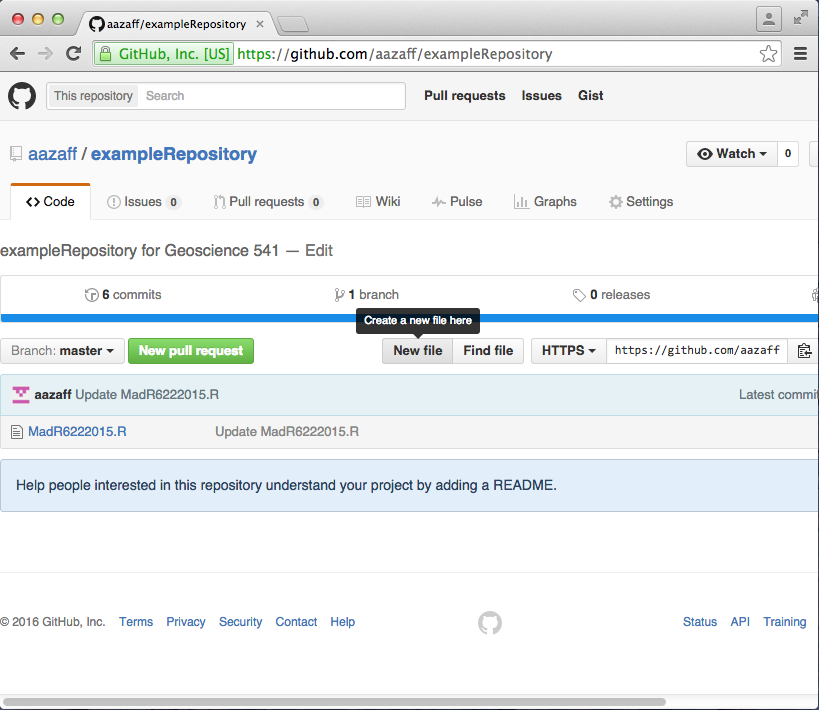 aazaff/exampleRepository
GitHub, Inc. [US] https://github.com/aazaff/exampleRepository
This repository Search Pull requests Issues Gist
aazaff / exampleRepository Watch 0
Code Issues 0 Pull requests 0 Wiki Pulse Graphs Settings
exampleRepository for Geoscience 541 — Edit
6 commits 1 branch 0 releases
Create a new file here
Branch: master New pull request New file Find file HTTPS https://github.com/aazaff
aazaff Update MadR6222015.R Latest commit
MadR6222015.R Update MadR6222015.R
Help people interested in this repository understand your project by adding a README.
© 2016 GitHub, Inc. Terms Privacy Security Contact Help Status API Training